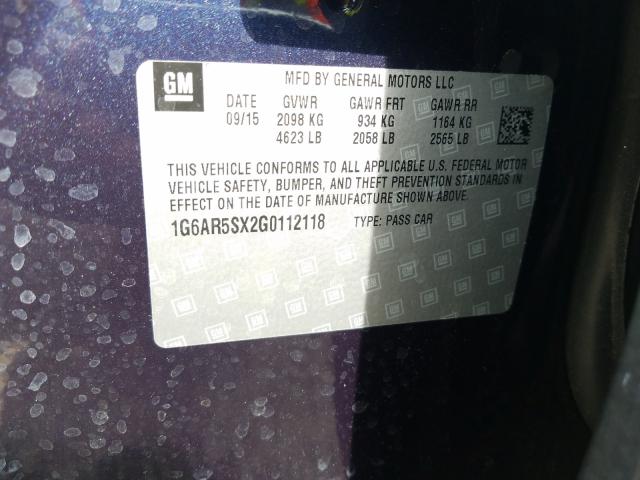 GM
MFD BY GENERAL MOTORS LLC
DATE GVWR GAWR FRT GAWR RR
09/15 2098 KG 934 KG 1164 KG
4623 LB 2058 LB 2565 LB
THIS VEHICLE CONFORMS TO ALL APPLICABLE U.S. FEDERAL MOTOR
VEHICLE SAFETY, BUMPER, AND THEFT PREVENTION STANDARDS IN
EFFECT ON THE DATE OF MANUFACTURE SHOWN ABOVE.
1G6AR5SX2G0112118 TYPE: PASS CAR